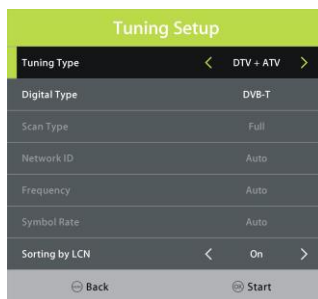 Tuning Setup
Tuning Type < DTV + ATV >
Digital Type DVB-T
Scan Type Full
Network ID Auto
Frequency Auto
Symbol Rate Auto
Sorting by LCN < On >
Back Start